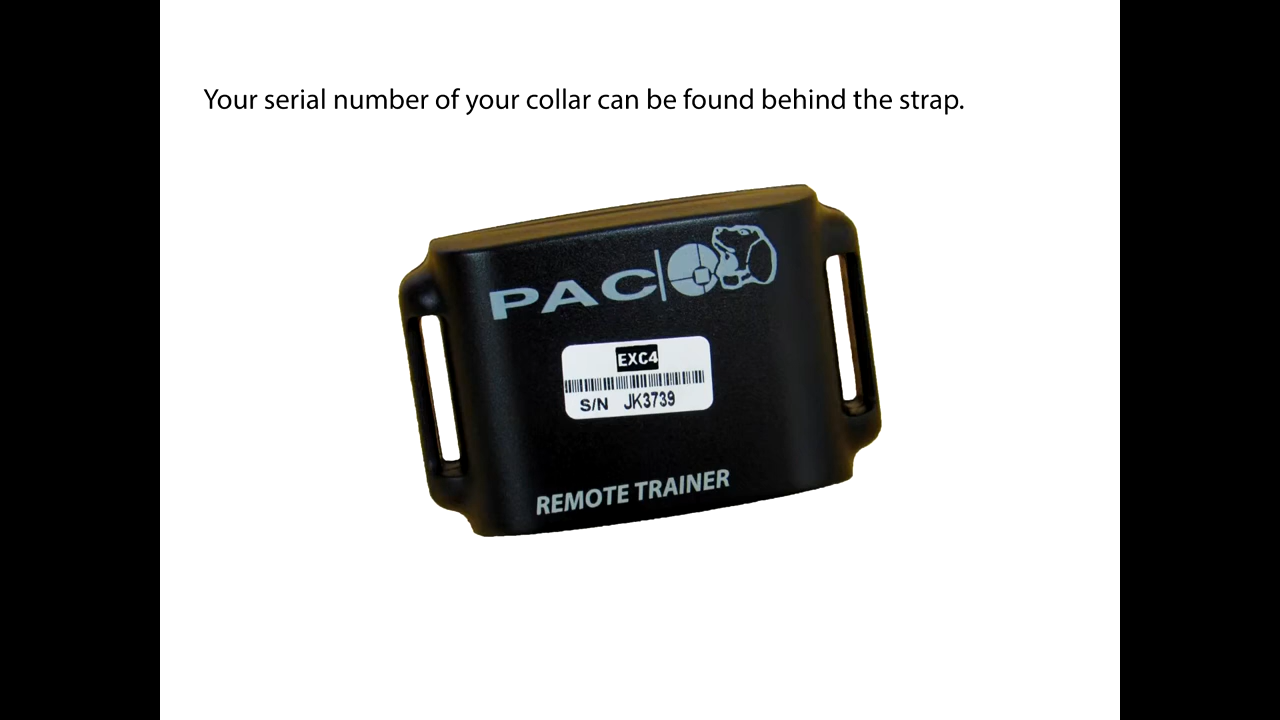 Your serial number of your collar can be found behind the strap.
PAC
EXC4
S/N JK3739
REMOTE TRAINER